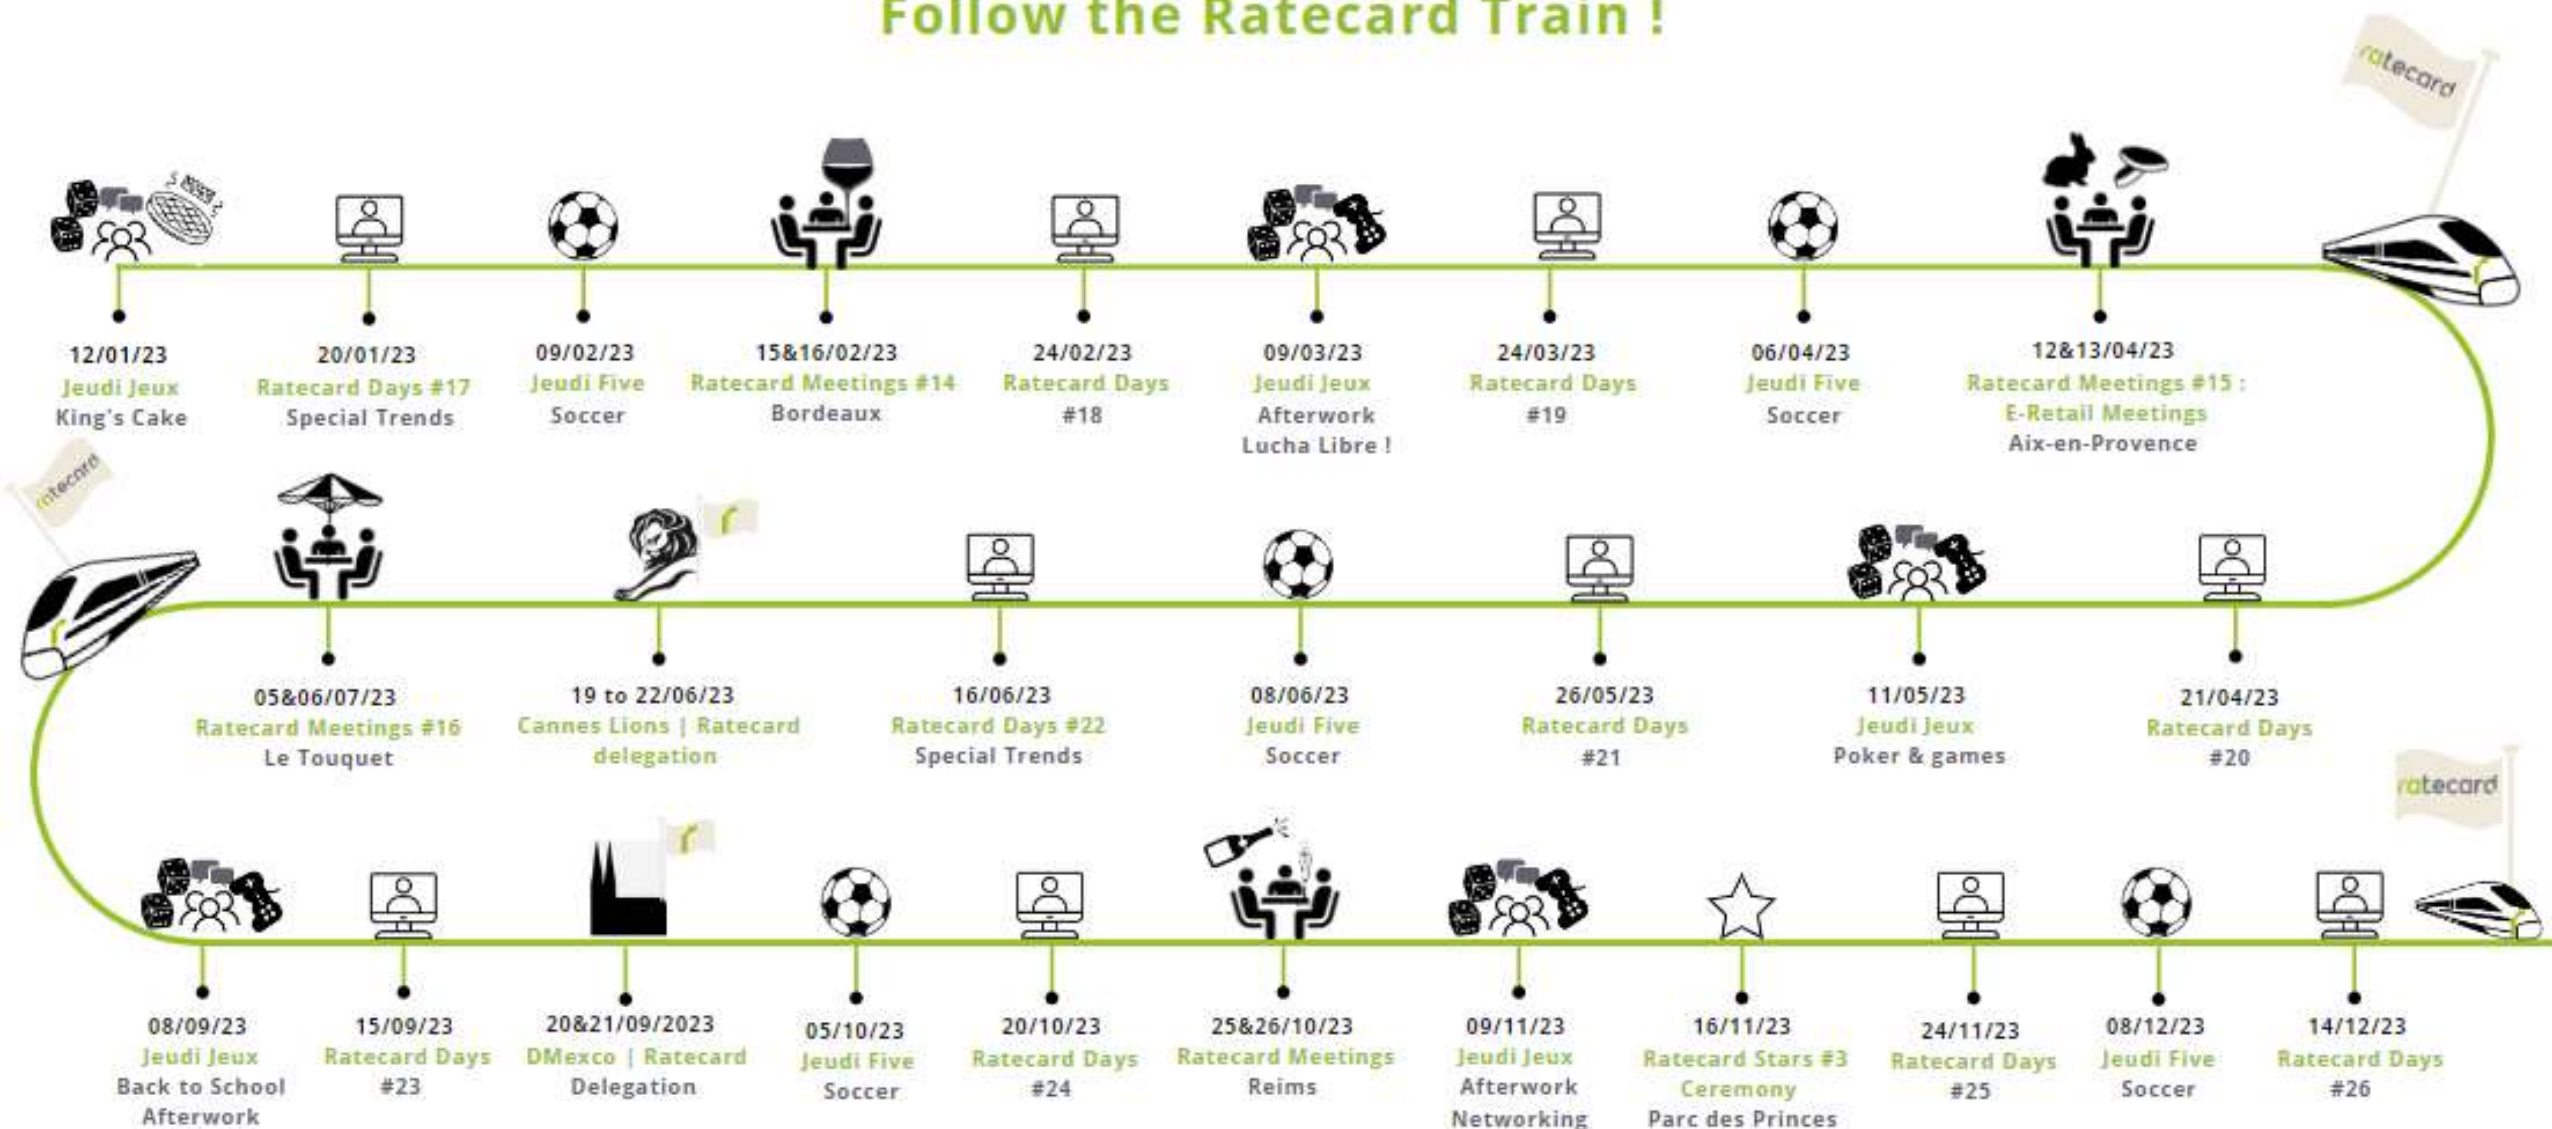 Follow the Ratecard Train !
ratecard
12/01/23
Jeudi Jeux
King's Cake
20/01/23
Ratecard Days #17
Special Trends
09/02/23
Jeudi Five
Soccer
15&16/02/23
Ratecard Meetings #14
Bordeaux
24/02/23
Ratecard Days
#18
09/03/23
Jeudi Jeux
Afterwork
Lucha Libre !
24/03/23
Ratecard Days
#19
06/04/23
Jeudi Five
Soccer
12&13/04/23
Ratecard Meetings #15 :
E-Retail Meetings
Aix-en-Provence
ratecard
05&06/07/23
Ratecard Meetings #16
Le Touquet
19 to 22/06/23
Cannes Lions | Ratecard
delegation
16/06/23
Ratecard Days #22
Special Trends
08/06/23
Jeudi Five
Soccer
26/05/23
Ratecard Days
#21
11/05/23
Jeudi Jeux
Poker & games
21/04/23
Ratecard Days
#20
ratecard
08/09/23
Jeudi Jeux
Back to School
Afterwork
15/09/23
Ratecard Days
#23
20&21/09/2023
DMexco | Ratecard
Delegation
05/10/23
Jeudi Five
Soccer
20/10/23
Ratecard Days
#24
25&26/10/23
Ratecard Meetings
Reims
09/11/23
Jeudi Jeux
Afterwork
Networking
16/11/23
Ratecard Stars #3
Ceremony
Parc des Princes
24/11/23
Ratecard Days
#25
08/12/23
Jeudi Five
Soccer
14/12/23
Ratecard Days
#26